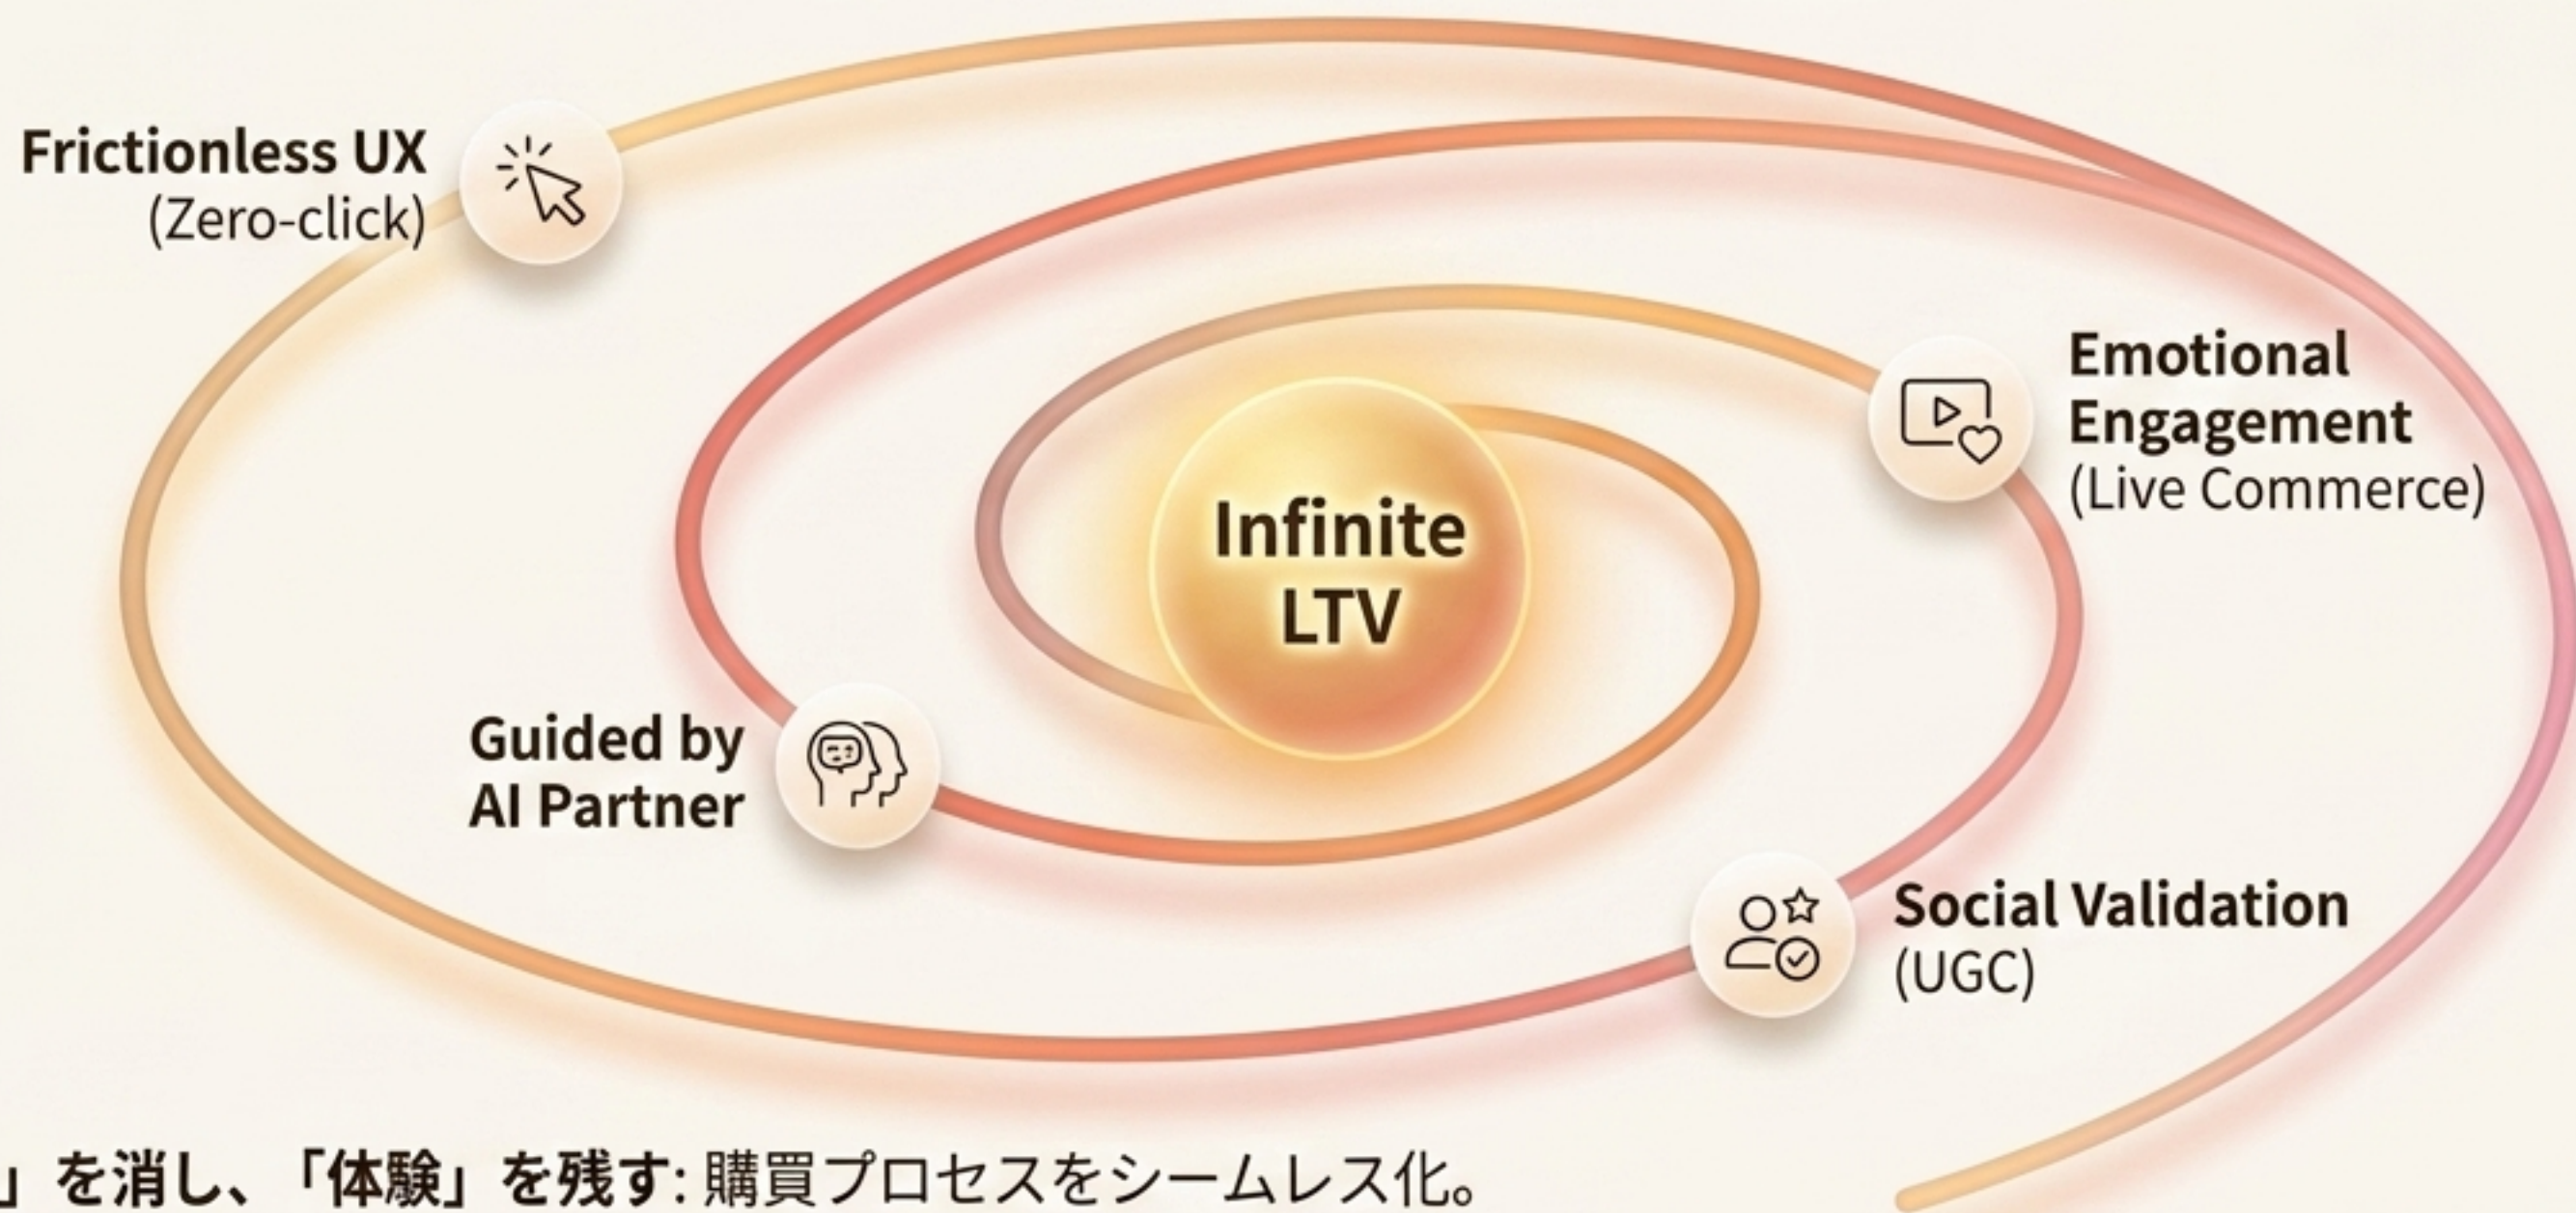 Frictionless UX
(Zero-click)
Emotional
Engagement
(Live Commerce)
Infinite
LTV
Guided by
AI Partner
Social Validation
(UGC)
」を消し、「体験」を残す: 購買プロセスをシームレス化。